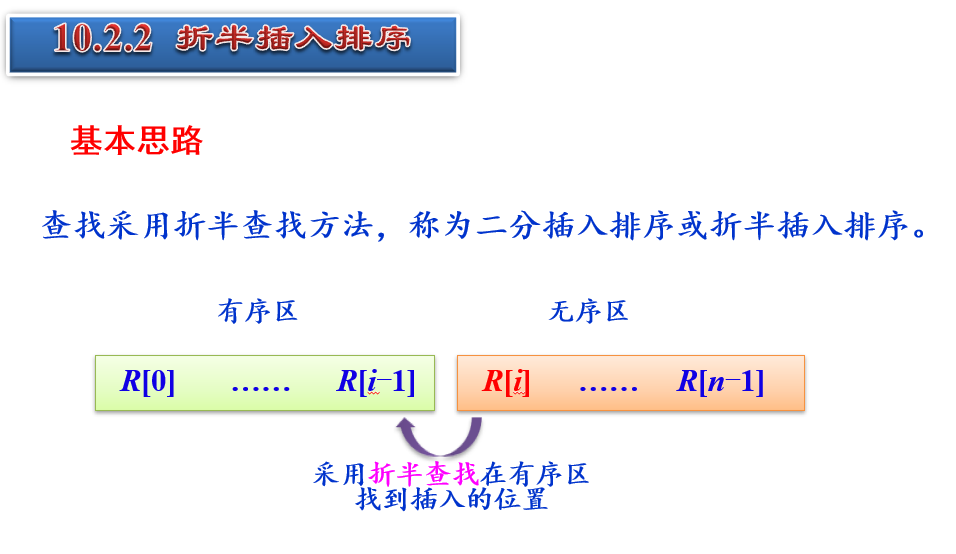 10.2.2 折半插入排序
基本思路
查找采用折半查找方法，称为二分插入排序或折半插入排序。
有序区 无序区
R[0] …… R[i−1] R[i] …… R[n−1]
采用折半查找在有序区
找到插入的位置